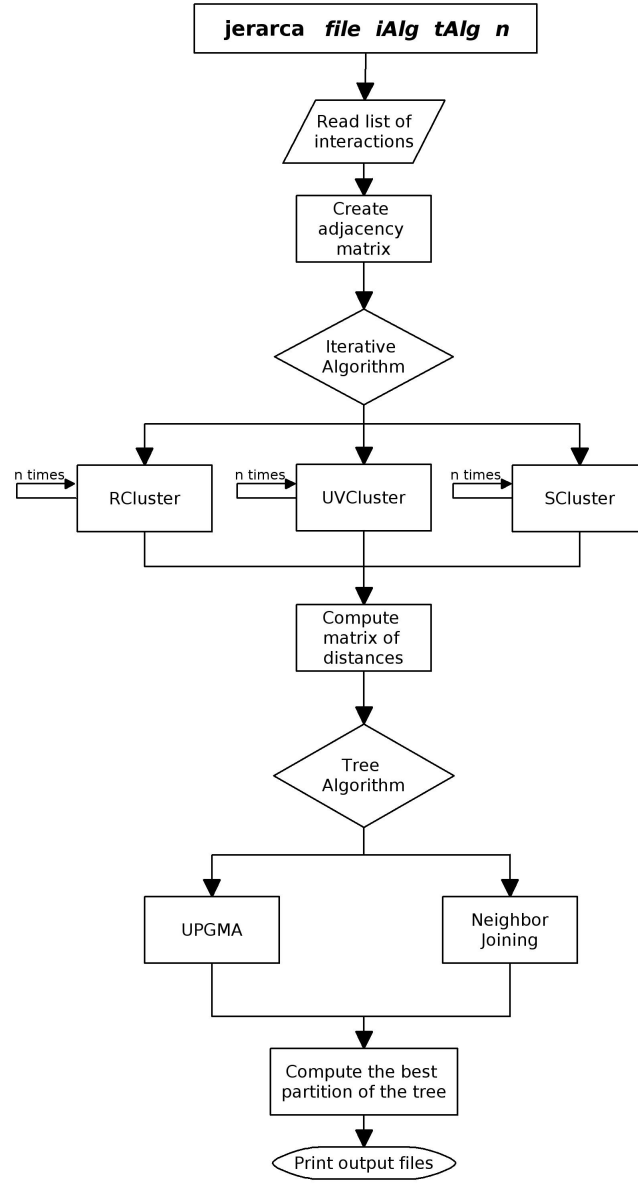 jerarca file iAlg tAlg n
Read list of
interactions
Create
adjacency
matrix
Iterative
Algorithm
n times
RCluster
n times
UVCluster
n times
SCluster
Compute
matrix of
distances
Tree
Algorithm
UPGMA
Neighbor
Joining
Compute the best
partition of the tree
Print output files